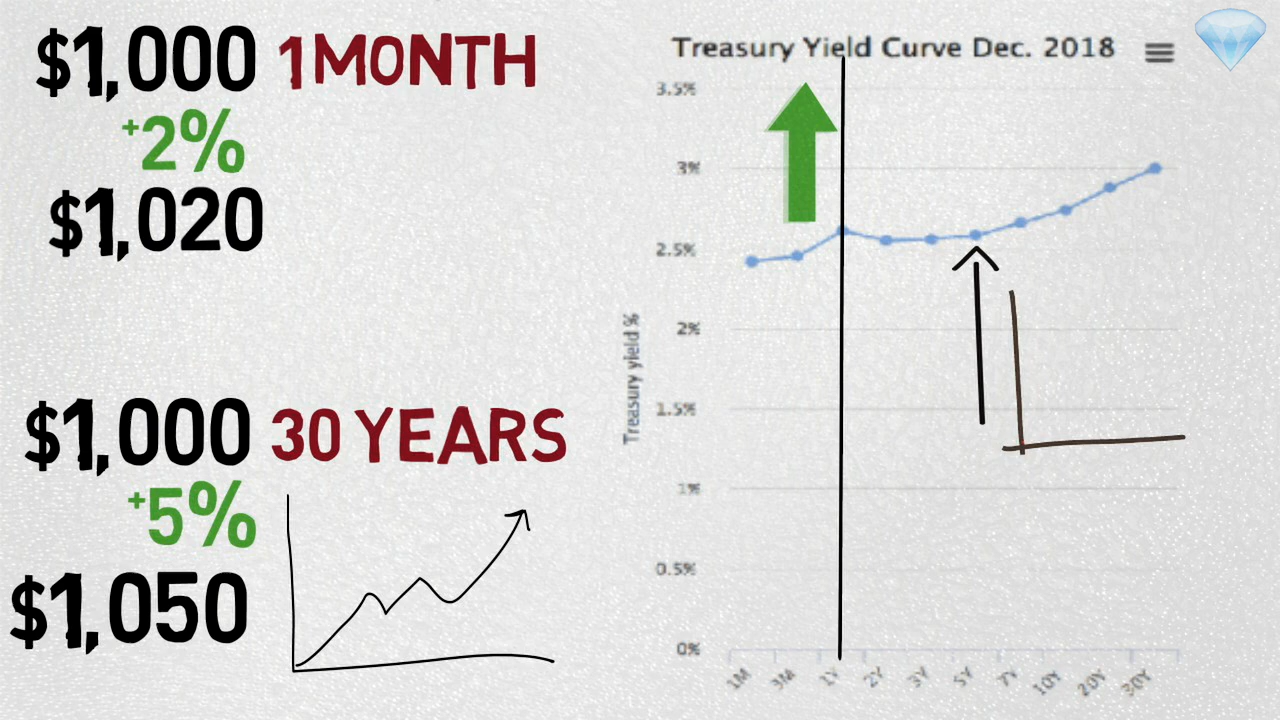 $1,000 1 MONTH
+2%
$1,020
$1,000 30 YEARS
+5%
$1,050
Treasury Yield Curve Dec. 2018
3.5%
3%
2.5%
2%
1.5%
1%
0.5%
0%
Treasury yield %
1M 3M 1Y 2Y 3Y 5Y 7Y 10Y 20Y 30Y